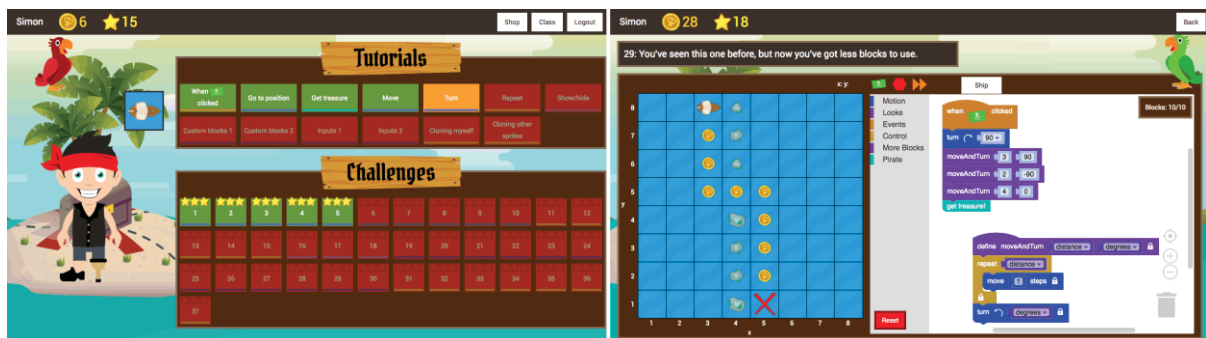 Simon 6 15 Shop Class Logout
Tutorials
When clicked Go to position Get treasure Move Turn Repeat Show/hide
Custom blocks 1 Custom blocks 2 Inputs 1 Inputs 2 Cloning myself Cloning other sprites
Challenges
1 2 3 4 5 6 7 8 9 10 11 12
13 14 15 16 17 18 19 20 21 22 23 24
25 26 27 28 29 30 31 32 33 34 35 36
37
Simon 28 18 Back
29: You've seen this one before, but now you've got less blocks to use.
x: y:
Ship
8
7
6
5
y
4
3
2
1
1 2 3 4 5 6 7 8
x
Motion
Looks
Events
Control
More Blocks
Pirate
Reset
Blocks: 10/10
when clicked
turn 90
moveAndTurn 3 90
moveAndTurn 2 -90
moveAndTurn 4 0
get treasure!
define moveAndTurn distance degrees
repeat distance
move 1 steps
turn degrees